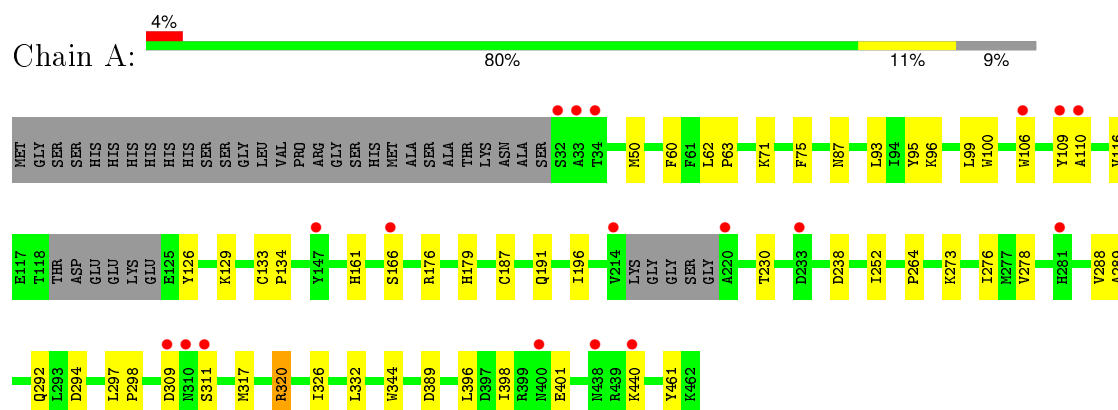 4%
Chain A:
80% 11% 9%
MET GLY SER SER HIS HIS HIS HIS HIS HIS SER SER GLY LEU VAL PRO ARG GLY SER HIS MET ALA SER ALA THR LYS ASN ALA SER S32 A33 T34 M50 F60 F61 L62 P63 K71 F75 N87 L93 I94 Y95 K96 L99 W100 W106 Y109 A110
E117 T118 THR ASP GLU GLU LYS GLU E125 Y126 K129 C133 P134 Y147 H161 S166 R176 H179 C187 Q191 I196 V214 LYS GLY GLY SER GLY A220 T230 D233 D238 I252 P264 K273 I276 M277 V278 H281 V288 A289
Q292 L293 D294 L297 P298 D309 N310 S311 M317 R320 I326 L332 W344 D389 L396 D397 I398 R399 N400 E401 N438 R439 K440 Y461 K462